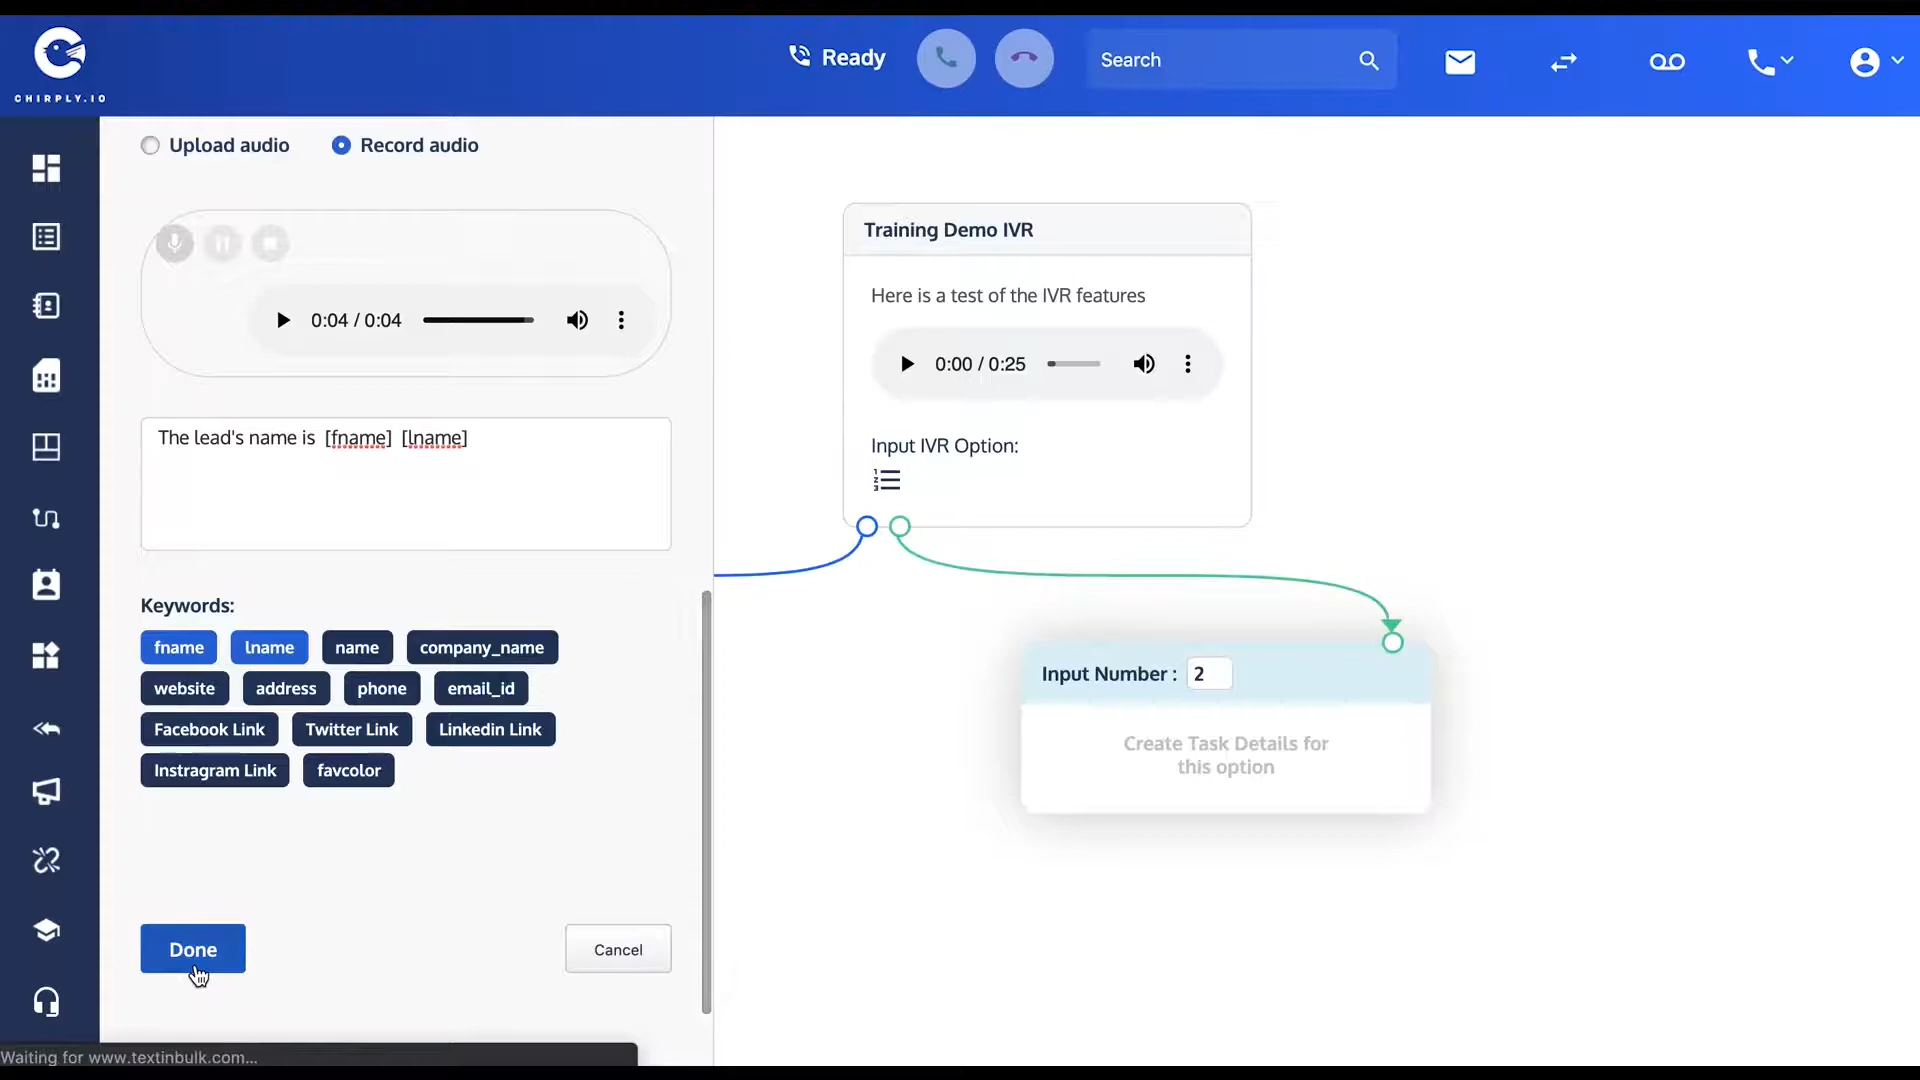 CHIRPLY.IO
Ready
Search
Upload audio
Record audio
0:04 / 0:04
The lead's name is [fname] [lname]
Keywords:
fname lname name company_name
website address phone email_id
Facebook Link Twitter Link Linkedin Link
Instragram Link favcolor
Done
Cancel
Training Demo IVR
Here is a test of the IVR features
0:00 / 0:25
Input IVR Option:
Input Number : 2
Create Task Details for
this option
Waiting for www.textinbulk.com...